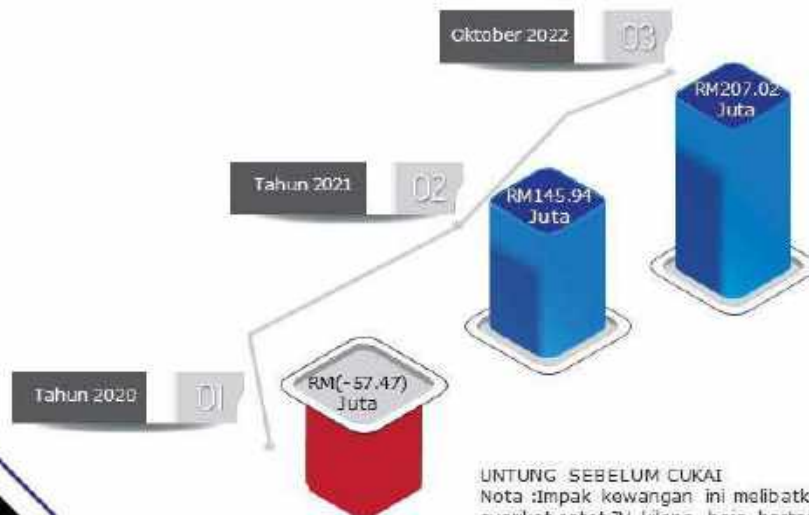 Oktober 2022 03
RM207.02
Juta
Tahun 2021 02
RM145.94
Juta
RM(-57.47)
Juta
Tahun 2020 01
UNTUNG SEBELUM CUKAI
Nota :Impak kewangan ini melibatk